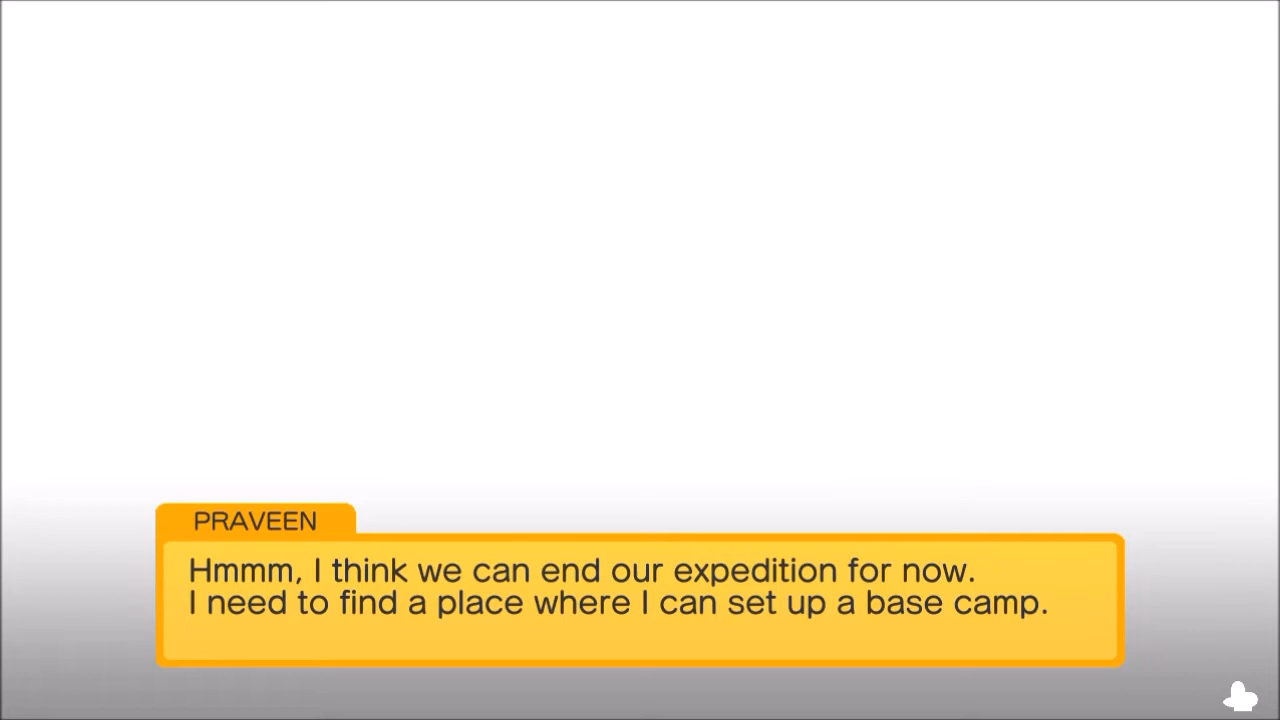 PRAVEEN
Hmmm, I think we can end our expedition for now.
I need to find a place where I can set up a base camp.